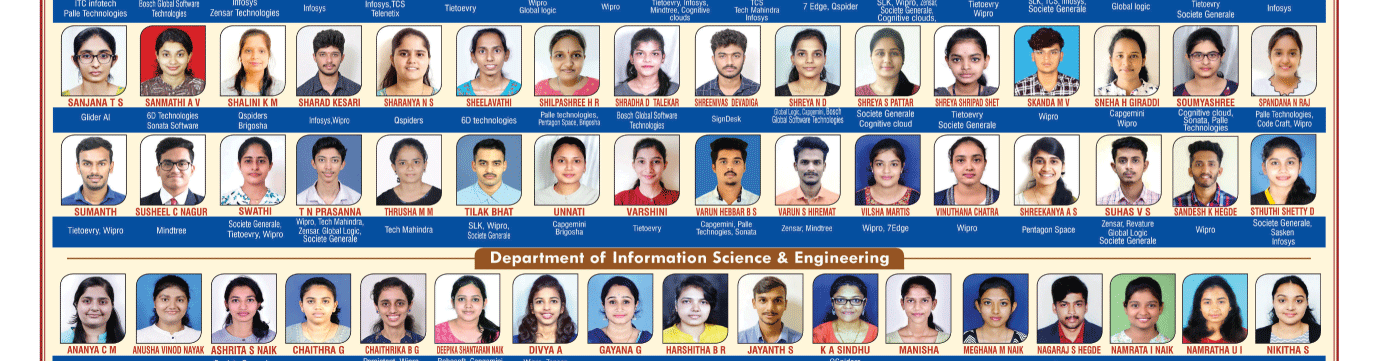 ITC Infotech
Palle Technologies
Bosch Global Software
Technologies
Infosys
Zensar Technologies
Infosys
Infosys,TCS
Telenetix
Tietoevry
Wipro
Global logic
Wipro
Tietoevry, Infosys,
Mindtree, Cognitive
clouds
TCS
Tech Mahindra
Infosys
7 Edge, Qspider
SLK, Wipro, Zensar,
Societe Generale,
Cognitive clouds,
Tietoevry
Wipro
SLK, TCS, Infosys,
Societe Generale
Global logic
Tietoevry
Societe Generale
Infosys
SANJANA T S
SANMATHI A V
SHALINI K M
SHARAD KESARI
SHARANYA N S
SHEELAVATHI
SHILPASHREE H R
SHRADHA D TALEKAR
SHREENIVAS DEVADIGA
SHREYA N D
SHREYA S PATTAR
SHREYA SHRIPAD SHET
SKANDA M V
SNEHA H GIRADDI
SOUMYASHREE
SPANDANA N RAJ
Glider AI
6D Technologies
Sonata Software
Qspiders
Brigosha
Infosys,Wipro
Qspiders
6D technologies
Palle technologies,
Pentagon Space, Brigosha
Bosch Global Software
Technologies
SignDesk
Global Logic, Capgemini, Bosch
Global Software Technologies
Societe Generale
Cognitive cloud
Tietoevry
Societe Generale
Wipro
Capgemini
Wipro
Cognitive cloud,
Sonata, Palle
Technologies
Palle Technologies,
Code Craft, Wipro
SUMANTH
SUSHEEL C NAGUR
SWATHI
T N PRASANNA
THRUSHA M M
TILAK BHAT
UNNATI
VARSHINI
VARUN HEBBAR B S
VARUN S HIREMAT
VILSHA MARTIS
VINUTHANA CHATRA
SHREEKANYA A S
SUHAS V S
SANDESH K HEGDE
STHUTHI SHETTY D
Tietoevry, Wipro
Mindtree
Societe Generale,
Tietoevry, Wipro
Wipro, Tech Mahindra,
Zensar, Global Logic,
Societe Generale
Tech Mahindra
SLK, Wipro,
Societe Generale
Capgemini
Brigosha
Tietoevry
Capgemini, Palle
Technogies, Sonata
Zensar, Mindtree
Wipro, 7Edge
Wipro
Pentagon Space
Zensar, Revature
Global Logic
Societe Generale
Wipro
Societe Generale,
Sasken
Infosys
Department of Information Science & Engineering
ANANYA C M
ANUSHA VINOD NAYAK
ASHRITA S NAIK
CHAITHRA G
CHAITHRIKA B G
DEEPIKA SHANTARAM NAIK
DIVYA A
GAYANA G
HARSHITHA B R
JAYANTH S
K A SINDHU
MANISHA
MEGHANA M NAIK
NAGARAJ S HEGDE
NAMRATA I NAIK
NAMRATHA U I
NIKITHA S